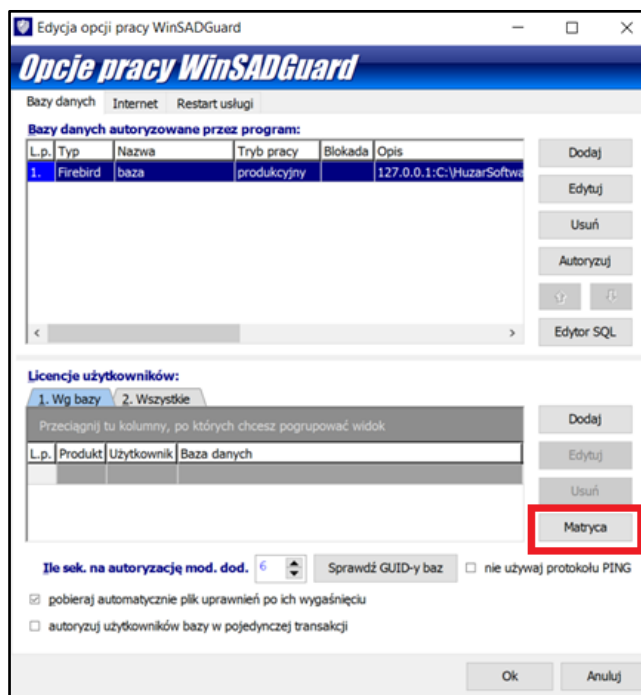 Edycja opcji pracy WinSADGuard
Opcje pracy WinSADGuard
Bazy danych Internet Restart usługi
Bazy danych autoryzowane przez program:
L.p. Typ Nazwa Tryb pracy Blokada Opis
1. Firebird baza produkcyjny 127.0.0.1:C:\HuzarSoftwa
Dodaj
Edytuj
Usuń
Autoryzuj
Edytor SQL
Licencje użytkowników:
1. Wg bazy 2. Wszystkie
Przeciągnij tu kolumny, po których chcesz pogrupować widok
L.p. Produkt Użytkownik Baza danych
Dodaj
Edytuj
Usuń
Matryca
Ile sek. na autoryzację mod. dod. 6 Sprawdź GUID-y baz nie używaj protokołu PING
pobieraj automatycznie plik uprawnień po ich wygaśnięciu
autoryzuj użytkowników bazy w pojedynczej transakcji
Ok Anuluj